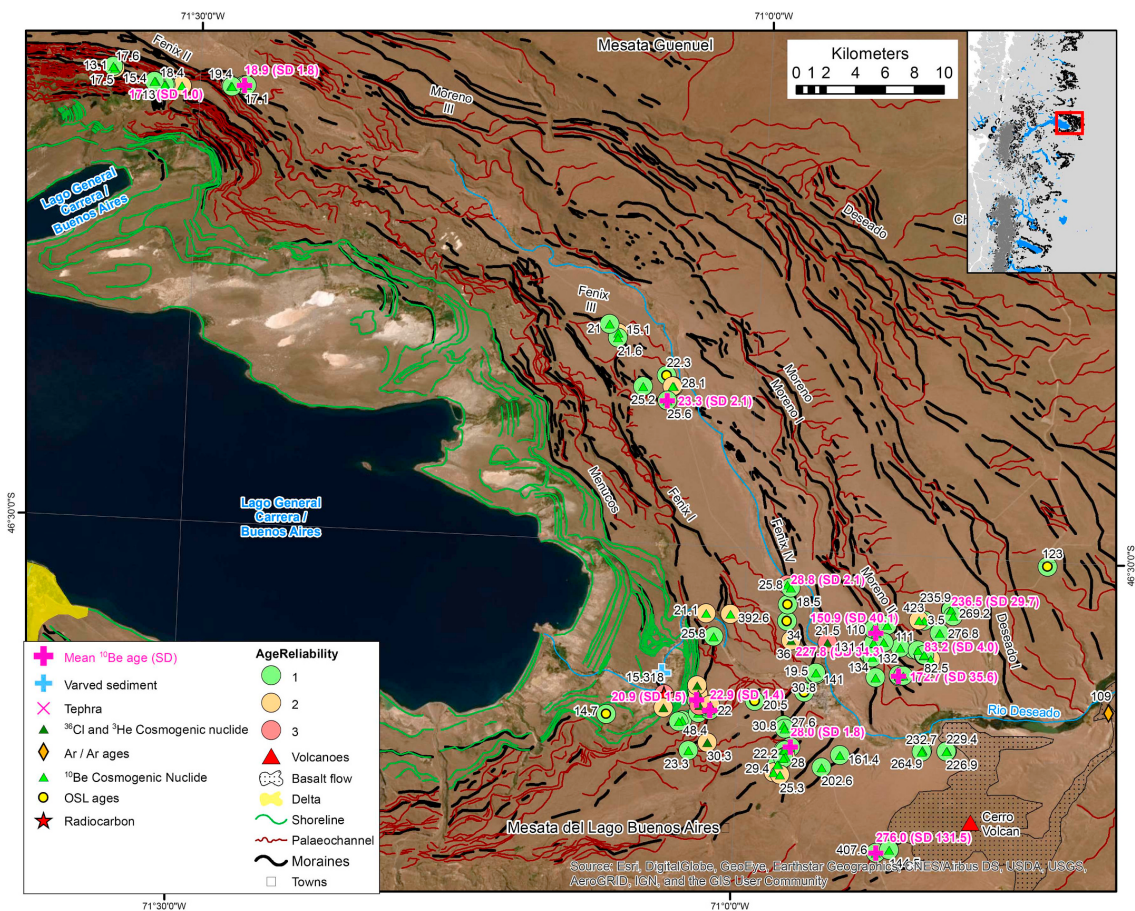 71°30'0"W
71°0'0"W
Mesata Guenuel
Kilometers
0 1 2 4 6 8 10
Fenix II
17.6
13.1
17.5
15.4
18.4
19.4
18.9 (SD 1.8)
17.1
(SD 1.0)
Moreno
III
Lago General
Carrera /
Buenos Aires
Deseado
Ch
Fenix
III
21
15.1
21.6
22.3
28.1
25.2
23.3 (SD 2.1)
25.6
Moreno
Moreno I
Menucos
Fenix I
Fenix IV
Lago General
Carrera /
Buenos Aires
46°30'0"S
46°30'0"S
123
25.8
28.8 (SD 2.1)
18.5
Moreno II
235.9
236.5 (SD 29.7)
423
3.5
269.2
150.9 (SD 40.1)
21.1
392.6
34
21.5
110
111
276.8
25.8
36
227.8
131.1
132
83.2 (SD 4.0)
82.5
134
172.7 (SD 35.6)
Deseado I
15.318
19.5
141
30.8
20.9 (SD 1.5)
22.9 (SD 1.4)
22
20.5
14.7
48.4
30.8
27.6
28.0 (SD 1.8)
23.3
30.3
22.2
28
29.4
25.3
161.4
202.6
232.7
229.4
264.9
226.9
109
Rio Deseado
Mesata del Lago Buenos Aires
Cerro
Volcan
276.0 (SD 131.5)
407.6
Source: Esri, DigitalGlobe, GeoEye, Earthstar Geographics, CNES/Airbus DS, USDA, USGS,
AeroGRID, IGN, and the GIS User Community
Mean ¹⁰Be age (SD)
Varved sediment
Tephra
³⁶Cl and ³He Cosmogenic nuclide
Ar / Ar ages
¹⁰Be Cosmogenic Nuclide
OSL ages
Radiocarbon
AgeReliability
1
2
3
Volcanoes
Basalt flow
Delta
Shoreline
Palaeochannel
Moraines
Towns
71°30'0"W
71°0'0"W